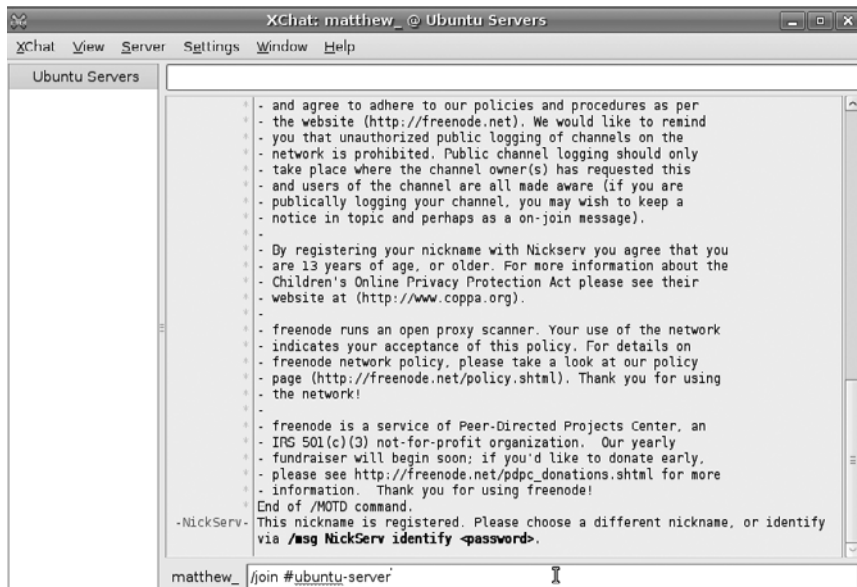 XChat: matthew_ @ Ubuntu Servers
XChat View Server Settings Window Help
Ubuntu Servers
* - and agree to adhere to our policies and procedures as per
* - the website (http://freenode.net). We would like to remind
* - you that unauthorized public logging of channels on the
* - network is prohibited. Public channel logging should only
* - take place where the channel owner(s) has requested this
* - and users of the channel are all made aware (if you are
* - publically logging your channel, you may wish to keep a
* - notice in topic and perhaps as a on-join message).
* -
* - By registering your nickname with Nickserv you agree that you
* - are 13 years of age, or older. For more information about the
* - Children's Online Privacy Protection Act please see their
* - website at (http://www.coppa.org).
* -
* - freenode runs an open proxy scanner. Your use of the network
* - indicates your acceptance of this policy. For details on
* - freenode network policy, please take a look at our policy
* - page (http://freenode.net/policy.shtml). Thank you for using
* - the network!
* -
* - freenode is a service of Peer-Directed Projects Center, an
* - IRS 501(c)(3) not-for-profit organization. Our yearly
* - fundraiser will begin soon; if you'd like to donate early,
* - please see http://freenode.net/pdpc_donations.shtml for more
* - information. Thank you for using freenode!
* End of /MOTD command.
-NickServ- This nickname is registered. Please choose a different nickname, or identify
via /msg NickServ identify <password>.
matthew_ /join #ubuntu-server